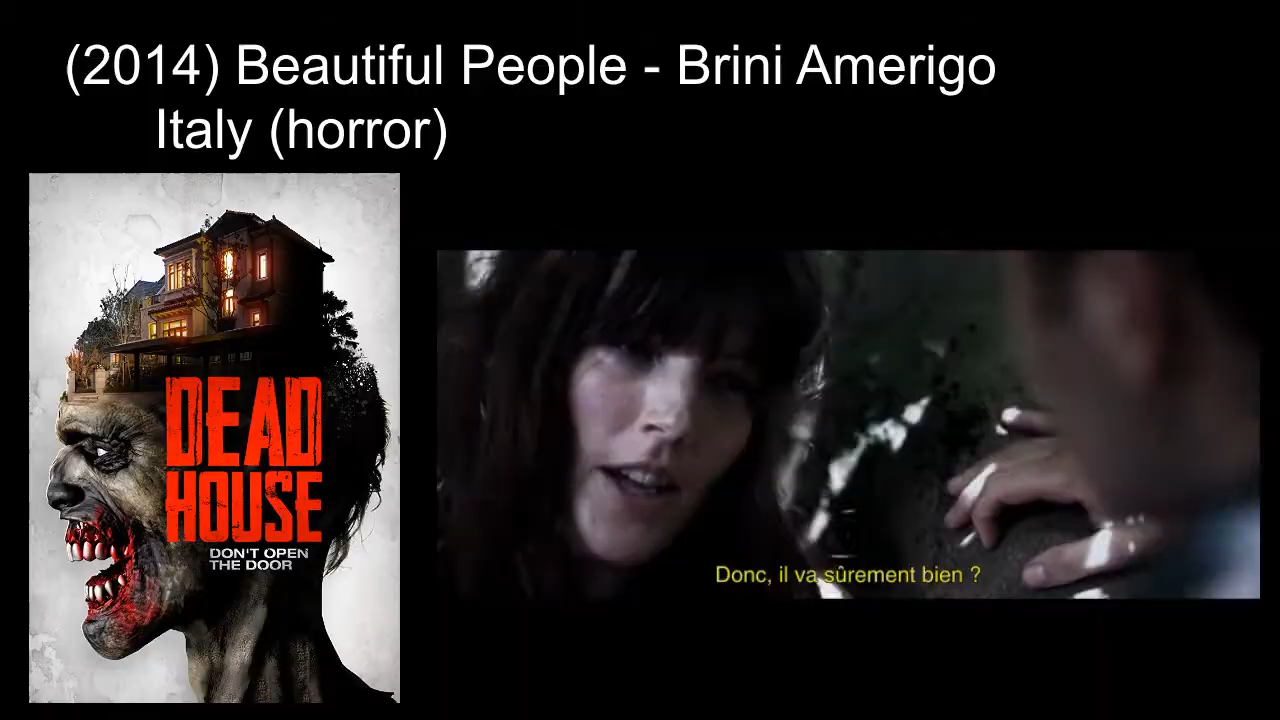 (2014) Beautiful People - Brini Amerigo
Italy (horror)
DEAD
HOUSE
DON'T OPEN
THE DOOR
Donc, il va sûrement bien ?